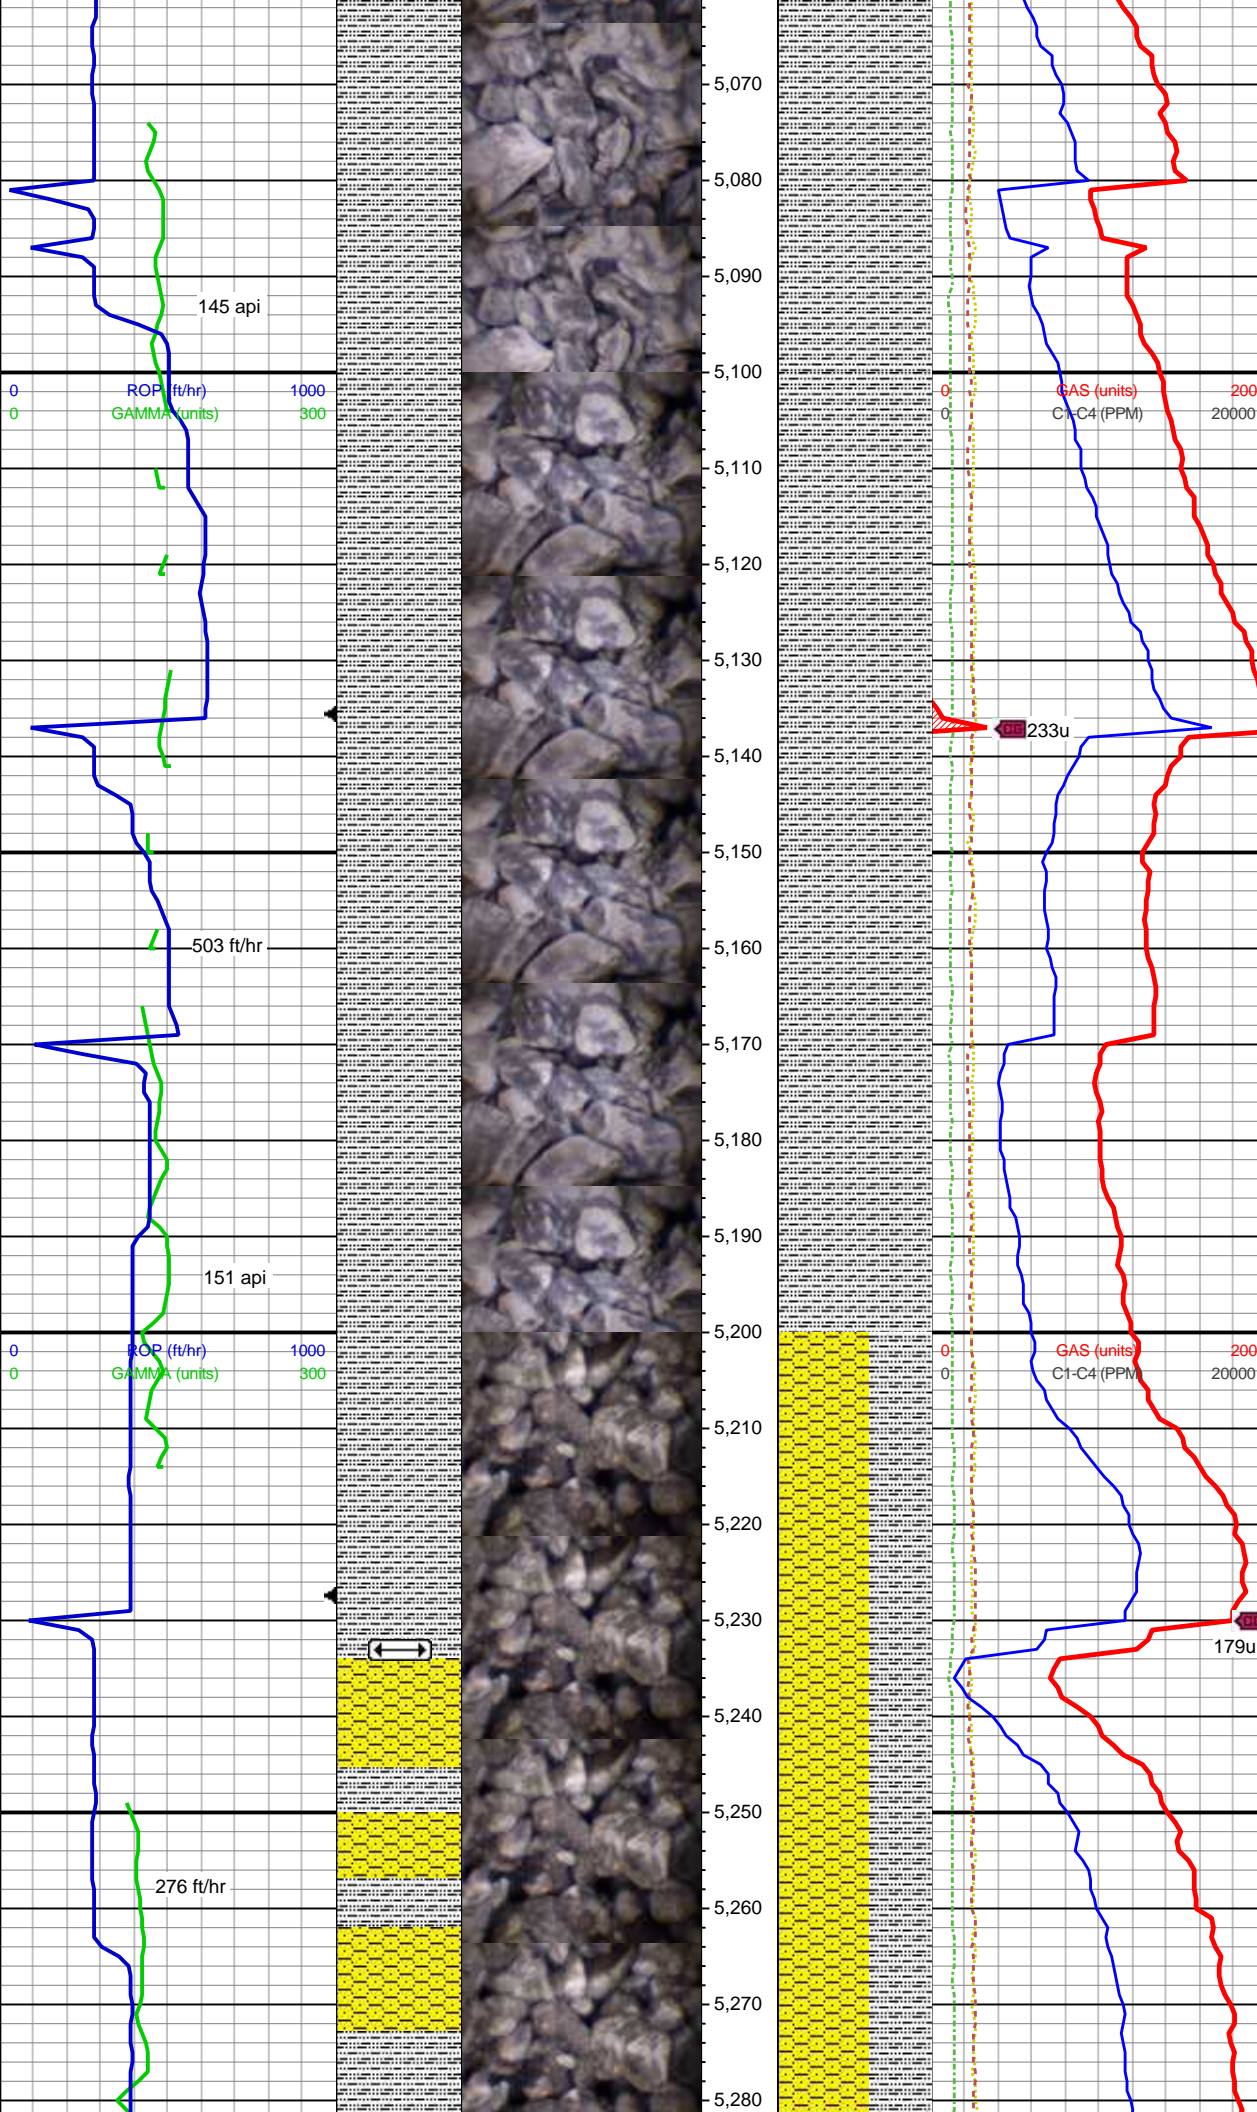 5,070
5,080
5,090
145 api
5,100
0 ROP (ft/hr) 1000
0 GAMMA (units) 300
0 GAS (units) 200
0 C1-C4 (PPM) 20000
5,110
5,120
5,130
CG 233u
5,140
5,150
503 ft/hr
5,160
5,170
5,180
5,190
151 api
5,200
0 ROP (ft/hr) 1000
0 GAMMA (units) 300
0 GAS (units) 200
0 C1-C4 (PPM) 20000
5,210
5,220
5,230
179u
5,240
5,250
276 ft/hr
5,260
5,270
5,280